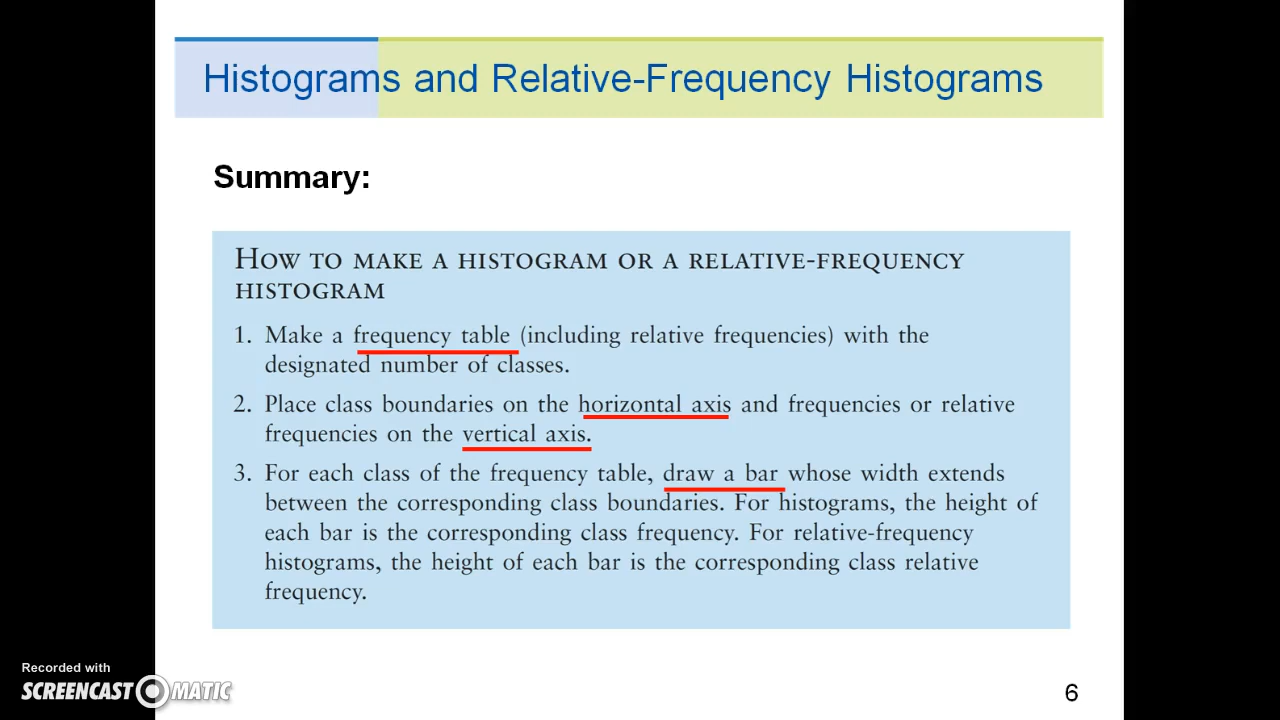 Histograms and Relative-Frequency Histograms
Summary:
HOW TO MAKE A HISTOGRAM OR A RELATIVE-FREQUENCY
HISTOGRAM
1. Make a frequency table (including relative frequencies) with the
designated number of classes.
2. Place class boundaries on the horizontal axis and frequencies or relative
frequencies on the vertical axis.
3. For each class of the frequency table, draw a bar whose width extends
between the corresponding class boundaries. For histograms, the height of
each bar is the corresponding class frequency. For relative-frequency
histograms, the height of each bar is the corresponding class relative
frequency.
Recorded with
SCREENCAST MATIC
6